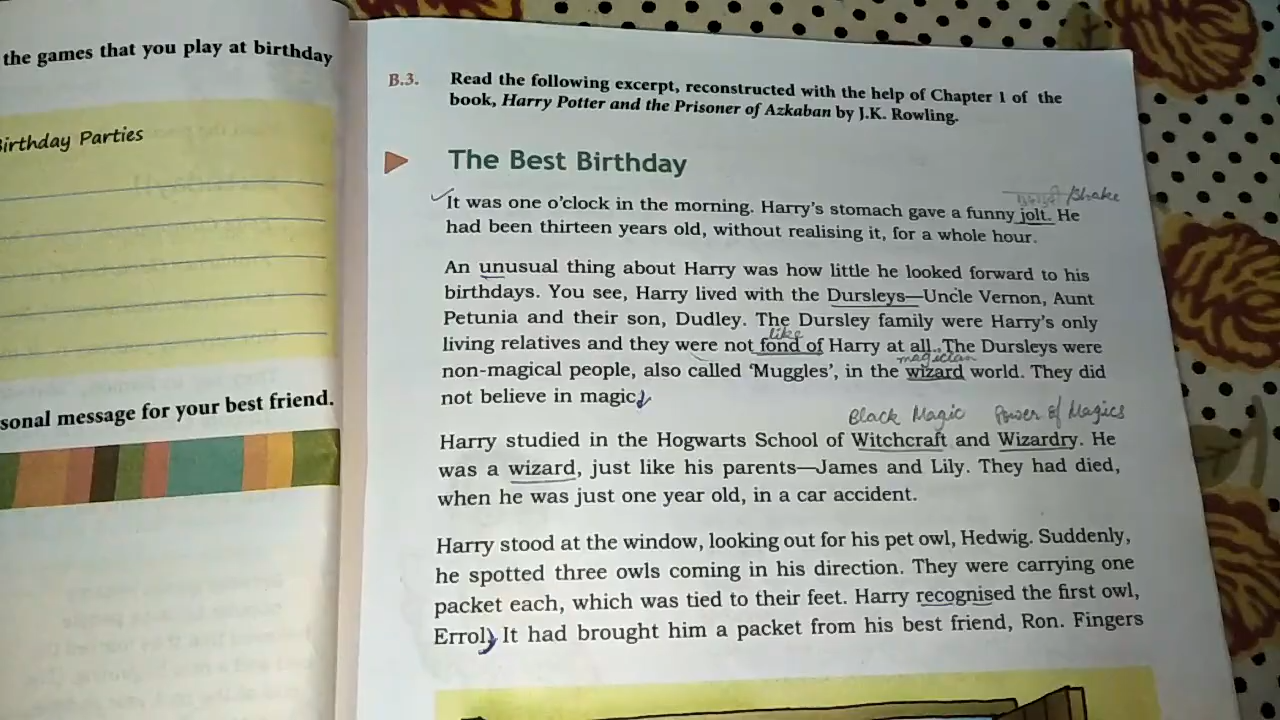 the games that you play at birthday
Birthday Parties
sonal message for your best friend.
B.3. Read the following excerpt, reconstructed with the help of Chapter 1 of the
book, Harry Potter and the Prisoner of Azkaban by J.K. Rowling.
The Best Birthday
Shake
It was one o'clock in the morning. Harry's stomach gave a funny jolt. He
had been thirteen years old, without realising it, for a whole hour.
An unusual thing about Harry was how little he looked forward to his
birthdays. You see, Harry lived with the Dursleys—Uncle Vernon, Aunt
Petunia and their son, Dudley. The Dursley family were Harry's only
like
living relatives and they were not fond of Harry at all. The Dursleys were
magician
non-magical people, also called 'Muggles', in the wizard world. They did
not believe in magic.
Black Magic Power of Magics
Harry studied in the Hogwarts School of Witchcraft and Wizardry. He
was a wizard, just like his parents—James and Lily. They had died,
when he was just one year old, in a car accident.
Harry stood at the window, looking out for his pet owl, Hedwig. Suddenly,
he spotted three owls coming in his direction. They were carrying one
packet each, which was tied to their feet. Harry recognised the first owl,
Errol. It had brought him a packet from his best friend, Ron. Fingers